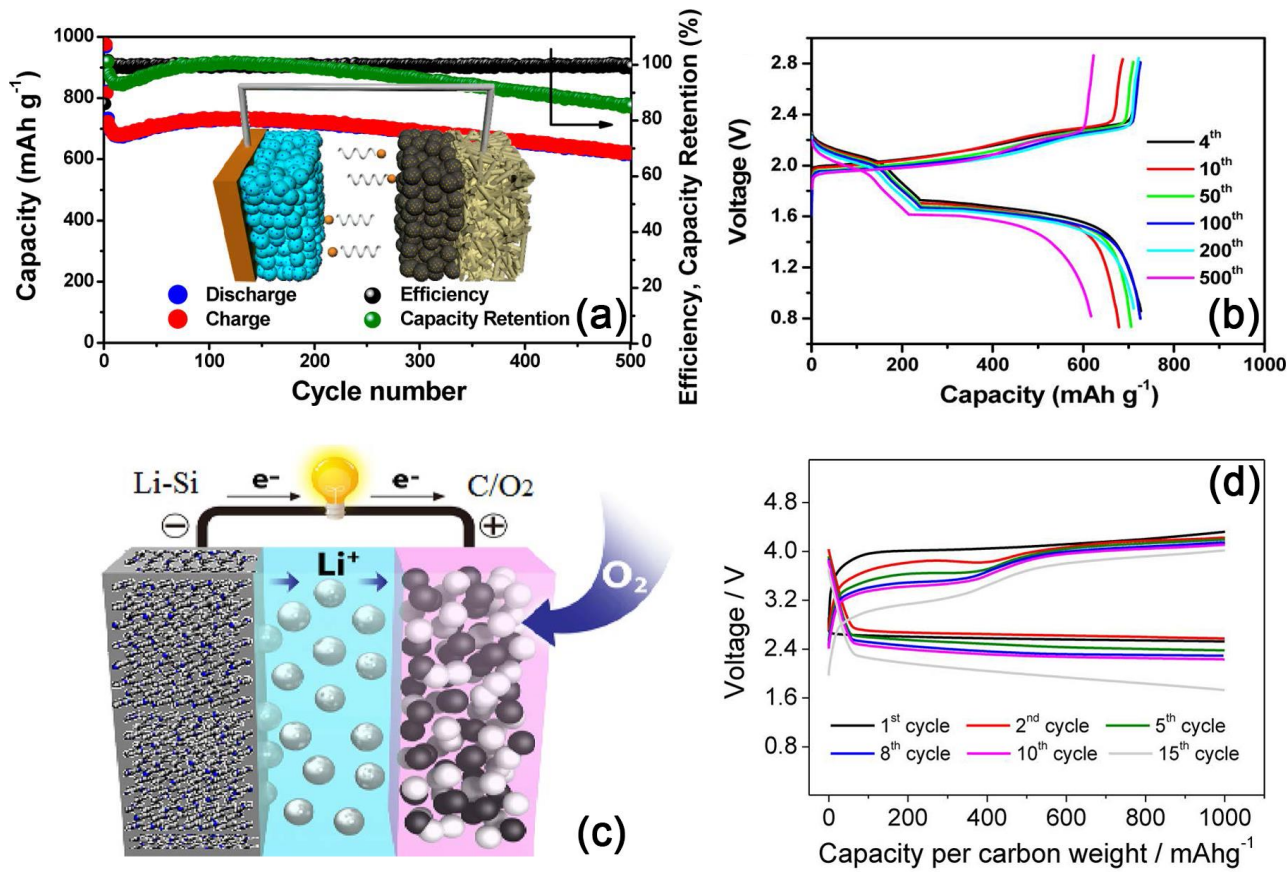 1000
800
600
400
200
0
Capacity (mAh g⁻¹)
100
80
60
40
20
0
Efficiency, Capacity Retention (%)
Discharge
Efficiency
Charge
Capacity Retention
(a)
0
100
200
300
400
500
Cycle number
2.8
2.4
2.0
1.6
1.2
0.8
Voltage (V)
4ᵗʰ
10ᵗʰ
50ᵗʰ
100ᵗʰ
200ᵗʰ
500ᵗʰ
(b)
0
200
400
600
800
1000
Capacity (mAh g⁻¹)
Li-Si
e-
e-
C/O₂
−
+
Li⁺
O₂
(c)
(d)
4.8
4.0
3.2
2.4
1.6
0.8
Voltage / V
1ˢᵗ cycle
2ⁿᵈ cycle
5ᵗʰ cycle
8ᵗʰ cycle
10ᵗʰ cycle
15ᵗʰ cycle
0
200
400
600
800
1000
Capacity per carbon weight / mAhg⁻¹